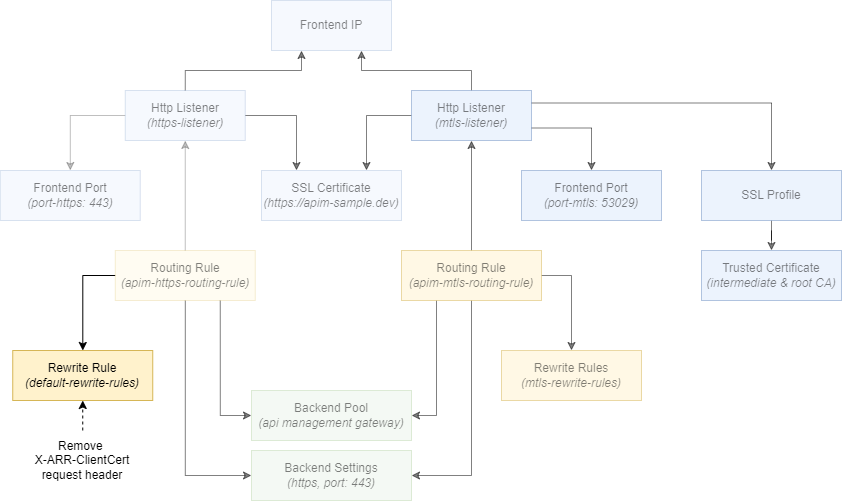 Frontend IP
Http Listener
(https-listener)
Http Listener
(mtls-listener)
Frontend Port
(port-https: 443)
SSL Certificate
(https://apim-sample.dev)
Frontend Port
(port-mtls: 53029)
SSL Profile
Routing Rule
(apim-https-routing-rule)
Routing Rule
(apim-mtls-routing-rule)
Trusted Certificate
(intermediate & root CA)
Rewrite Rule
(default-rewrite-rules)
Rewrite Rules
(mtls-rewrite-rules)
Backend Pool
(api management gateway)
Remove
X-ARR-ClientCert
request header
Backend Settings
(https, port: 443)